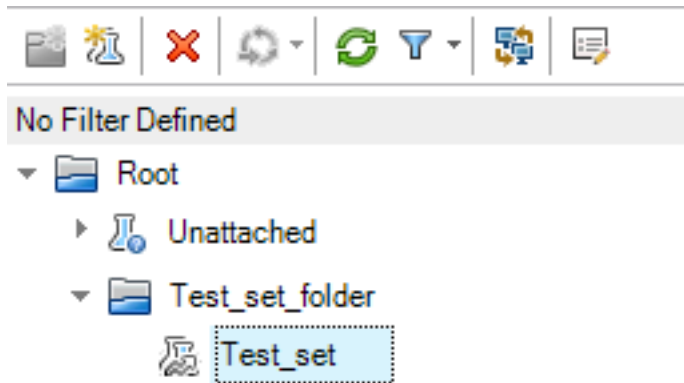 No Filter Defined
Root
Unattached
Test_set_folder
Test_set